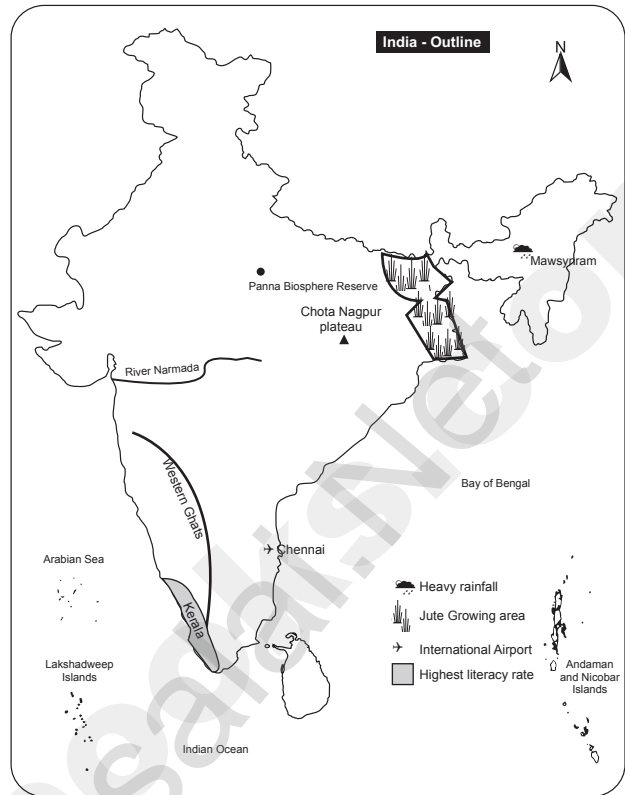 India - Outline
N
Mawsynram
Panna Biosphere Reserve
Chota Nagpur
plateau
River Narmada
Western Ghats
Bay of Bengal
Chennai
Arabian Sea
Kerala
Heavy rainfall
Jute Growing area
International Airport
Highest literacy rate
Lakshadweep
Islands
Andaman
and Nicobar
Islands
Indian Ocean